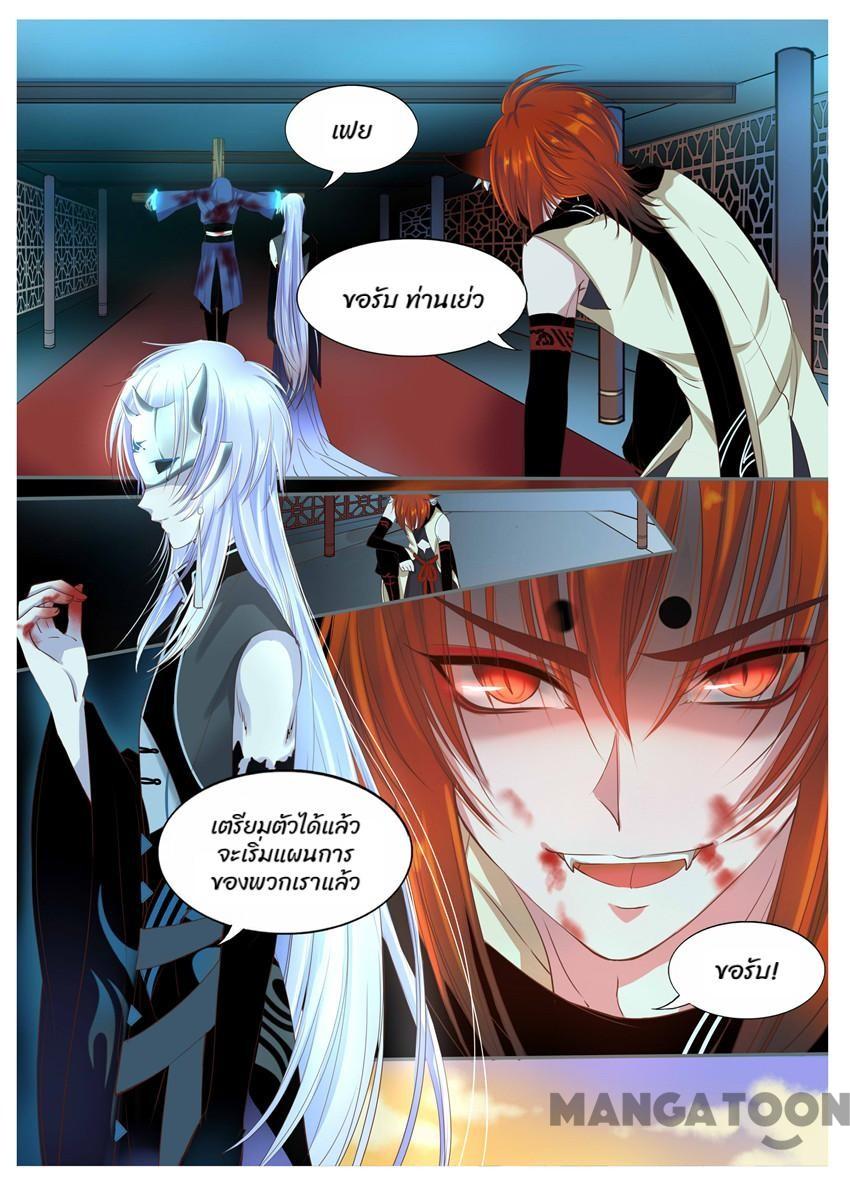 เฟย
ขอรับ ท่านเย่ว
เตรียมตัวได้แล้ว
จะเริ่มแผนการ
ของพวกเราแล้ว
ขอรับ!
MANGATOON